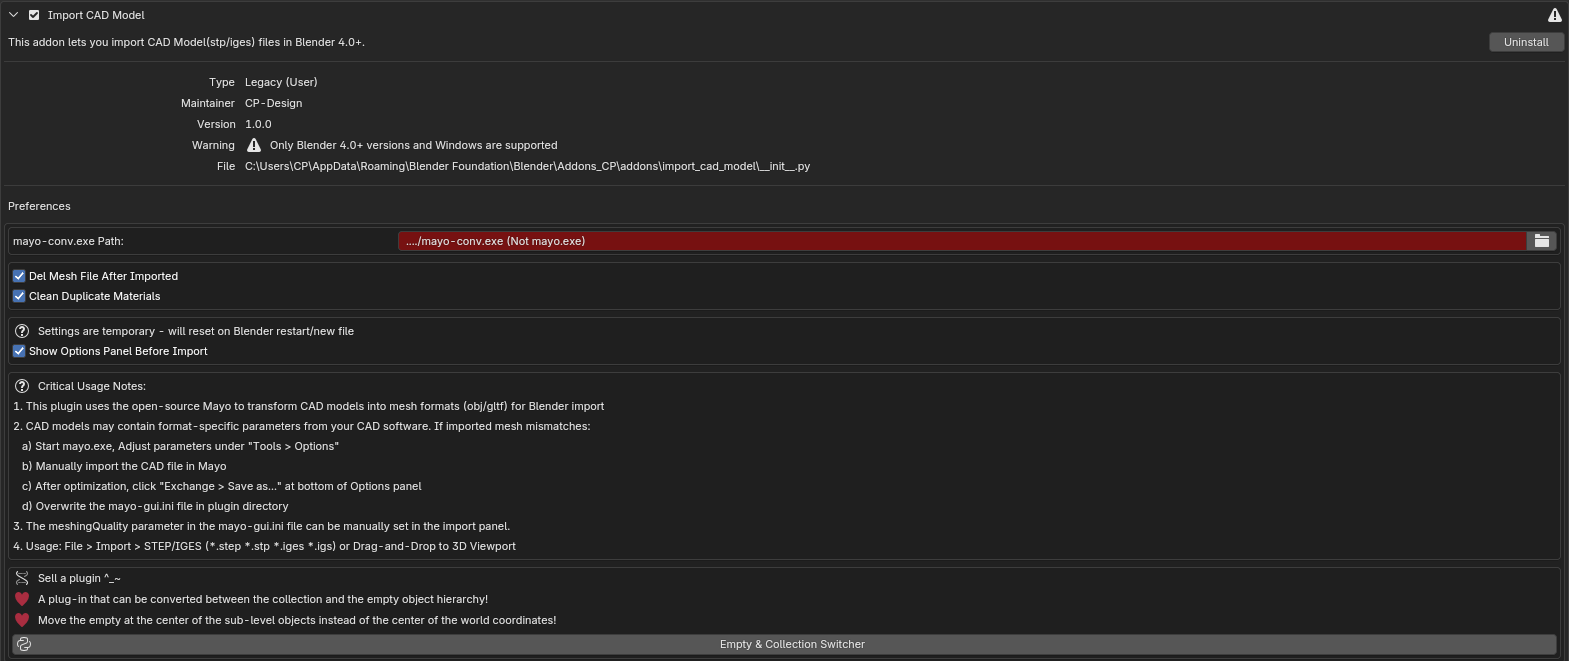 Import CAD Model
This addon lets you import CAD Model(stp/iges) files in Blender 4.0+.
Uninstall
Type Legacy (User)
Maintainer CP-Design
Version 1.0.0
Warning Only Blender 4.0+ versions and Windows are supported
File C:\Users\CP\AppData\Roaming\Blender Foundation\Blender\Addons_CP\addons\import_cad_model\__init__.py
Preferences
mayo-conv.exe Path: ..../mayo-conv.exe (Not mayo.exe)
Del Mesh File After Imported
Clean Duplicate Materials
Settings are temporary - will reset on Blender restart/new file
Show Options Panel Before Import
Critical Usage Notes:
1. This plugin uses the open-source Mayo to transform CAD models into mesh formats (obj/gltf) for Blender import
2. CAD models may contain format-specific parameters from your CAD software. If imported mesh mismatches:
a) Start mayo.exe, Adjust parameters under "Tools > Options"
b) Manually import the CAD file in Mayo
c) After optimization, click "Exchange > Save as..." at bottom of Options panel
d) Overwrite the mayo-gui.ini file in plugin directory
3. The meshingQuality parameter in the mayo-gui.ini file can be manually set in the import panel.
4. Usage: File > Import > STEP/IGES (*.step *.stp *.iges *.igs) or Drag-and-Drop to 3D Viewport
Sell a plugin ^_~
A plug-in that can be converted between the collection and the empty object hierarchy!
Move the empty at the center of the sub-level objects instead of the center of the world coordinates!
Empty & Collection Switcher